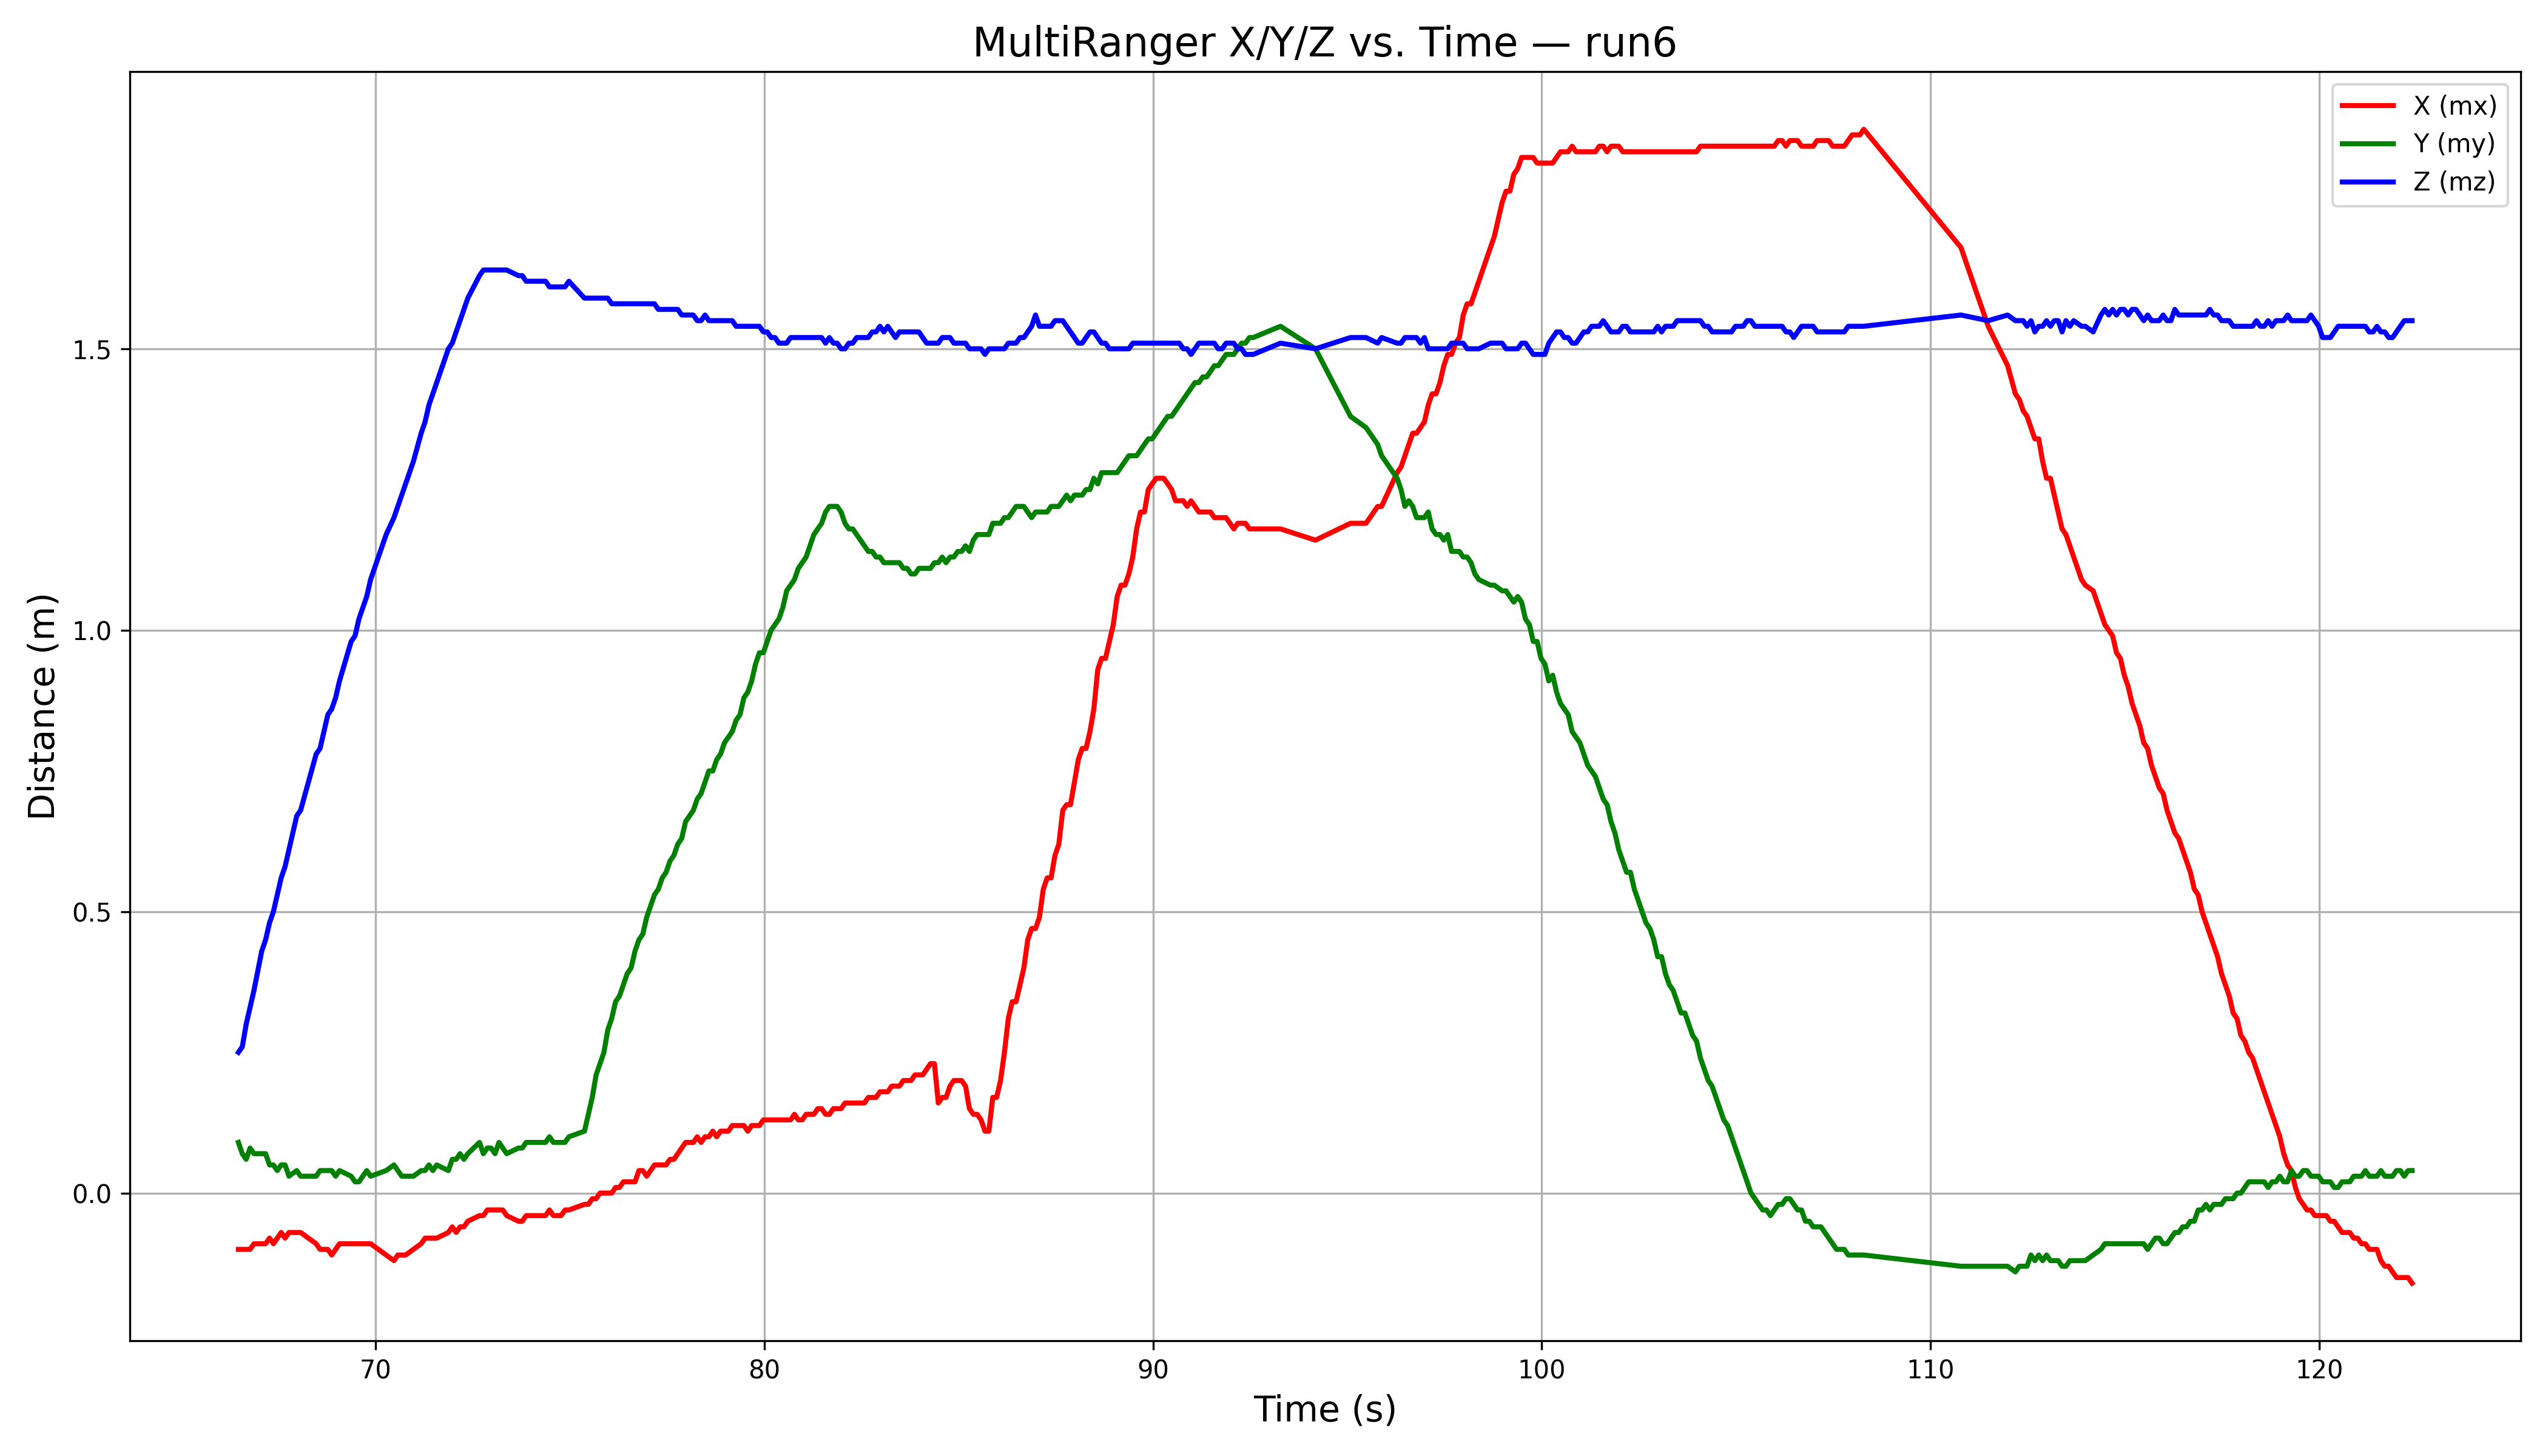 MultiRanger X/Y/Z vs. Time — run6
X (mx)
Y (my)
Z (mz)
Distance (m)
1.5
1.0
0.5
0.0
70 80 90 100 110 120
Time (s)